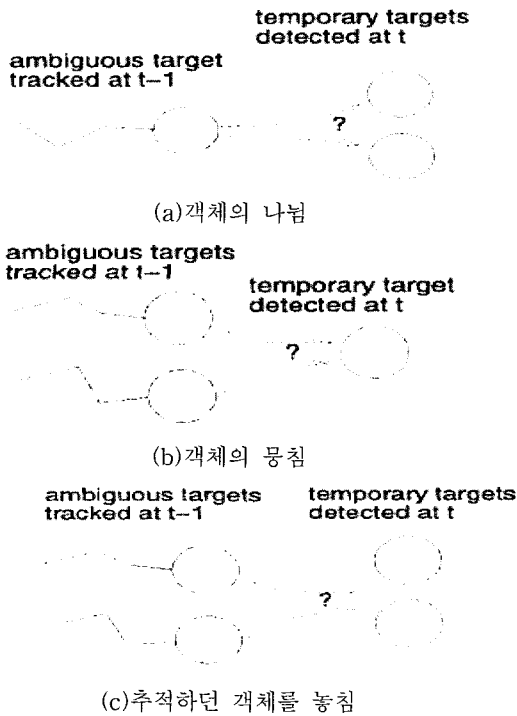 temporary targets
detected at t
ambiguous target
tracked at t-1
?
(a)객체의 나뉨
ambiguous targets
tracked at t-1
temporary target
detected at t
?
(b)객체의 뭉침
ambiguous targets
tracked at t-1
temporary targets
detected at t
?
(c)추적하던 객체를 놓침